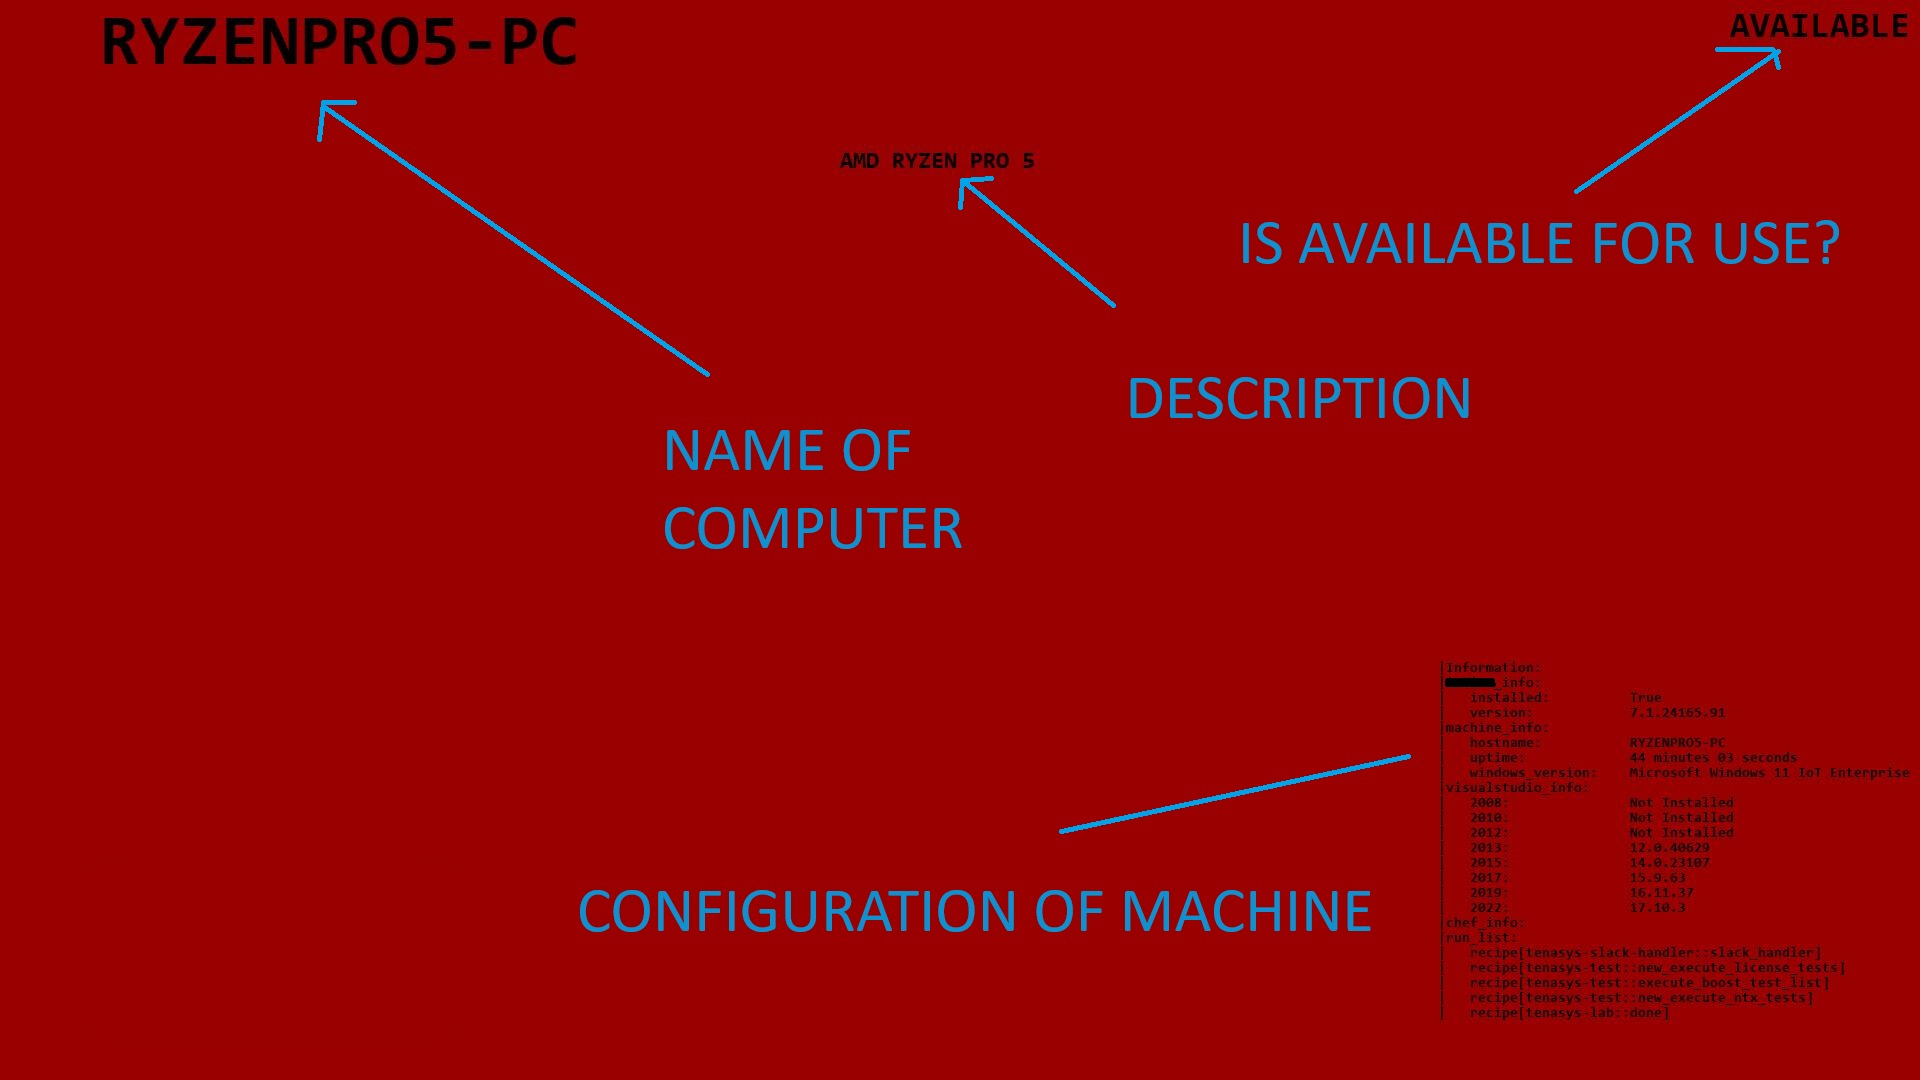 RYZENPRO5-PC
AVAILABLE
AMD RYZEN PRO 5
IS AVAILABLE FOR USE?
DESCRIPTION
NAME OF
COMPUTER
CONFIGURATION OF MACHINE
|Information:
_info:
| installed: True
| version: 7.1.24165.91
|machine_info:
| hostname: RYZENPRO5-PC
| uptime: 44 minutes 03 seconds
| windows_version: Microsoft Windows 11 IoT Enterprise
|visualstudio_info:
| 2008: Not Installed
| 2010: Not Installed
| 2012: Not Installed
| 2013: 12.0.40629
| 2015: 14.0.23107
| 2017: 15.9.63
| 2019: 16.11.37
| 2022: 17.10.3
|chef_info:
|run_list:
| recipe[tenasys-slack-handler::slack_handler]
| recipe[tenasys-test::new_execute_license_tests]
| recipe[tenasys-test::execute_boost_test_list]
| recipe[tenasys-test::new_execute_ntx_tests]
| recipe[tenasys-lab::done]